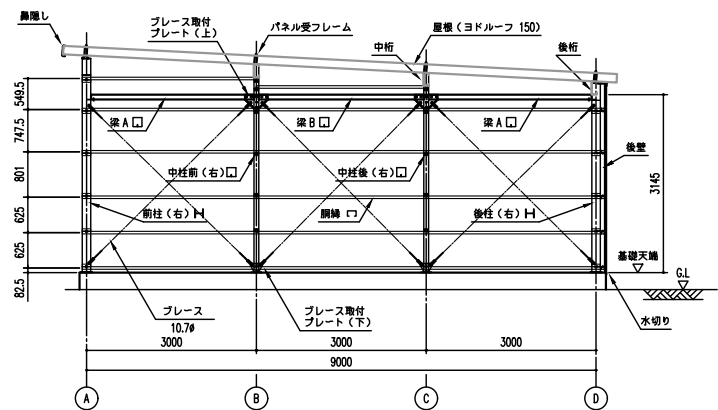 鼻隠し
ブレース取付
プレート(上)
パネル受フレーム
中桁
屋根(ヨドルーフ 150)
後桁
549.5
747.5
801
625
625
82.5
梁A
梁B
梁A
中柱前(右)
中柱後(右)
後壁
3145
前柱(右)
胴縁
後柱(右)
基礎天端
G.L
ブレース
10.7ø
ブレース取付
プレート(下)
水切り
3000
3000
3000
9000
A
B
C
D